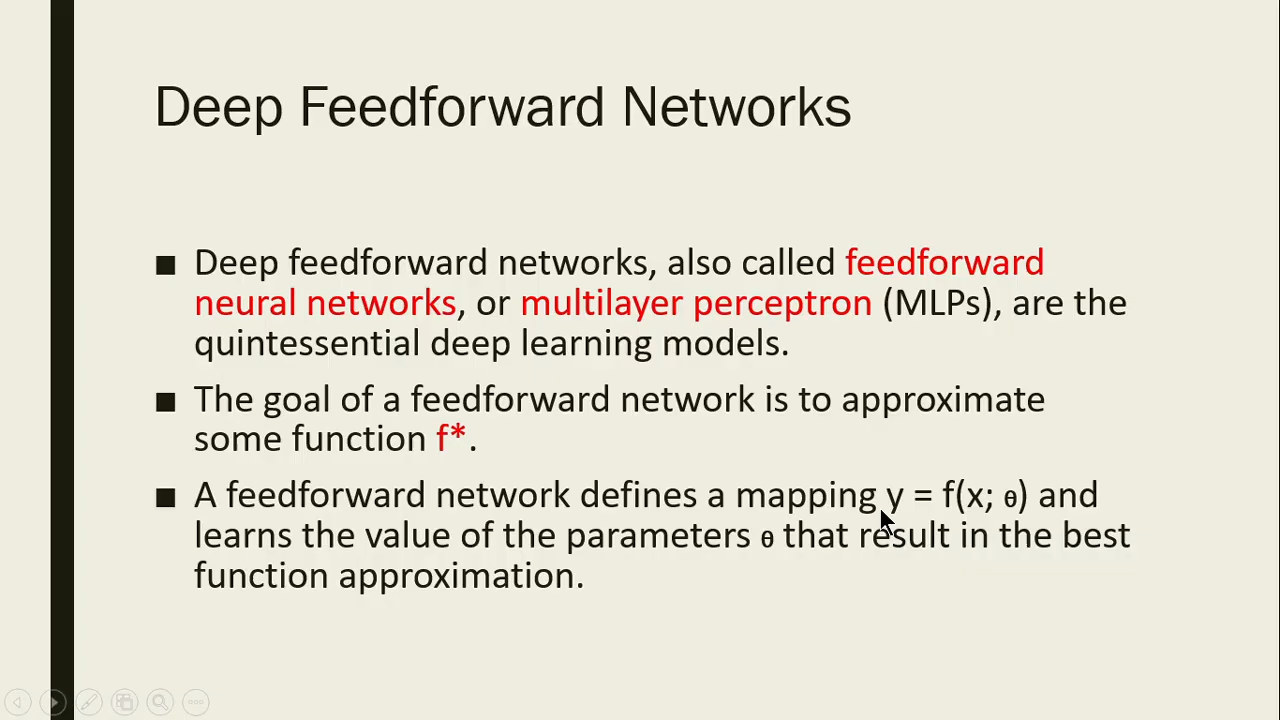 Deep Feedforward Networks
■ Deep feedforward networks, also called feedforward
neural networks, or multilayer perceptron (MLPs), are the
quintessential deep learning models.
■ The goal of a feedforward network is to approximate
some function f*.
■ A feedforward network defines a mapping y = f(x; θ) and
learns the value of the parameters θ that result in the best
function approximation.